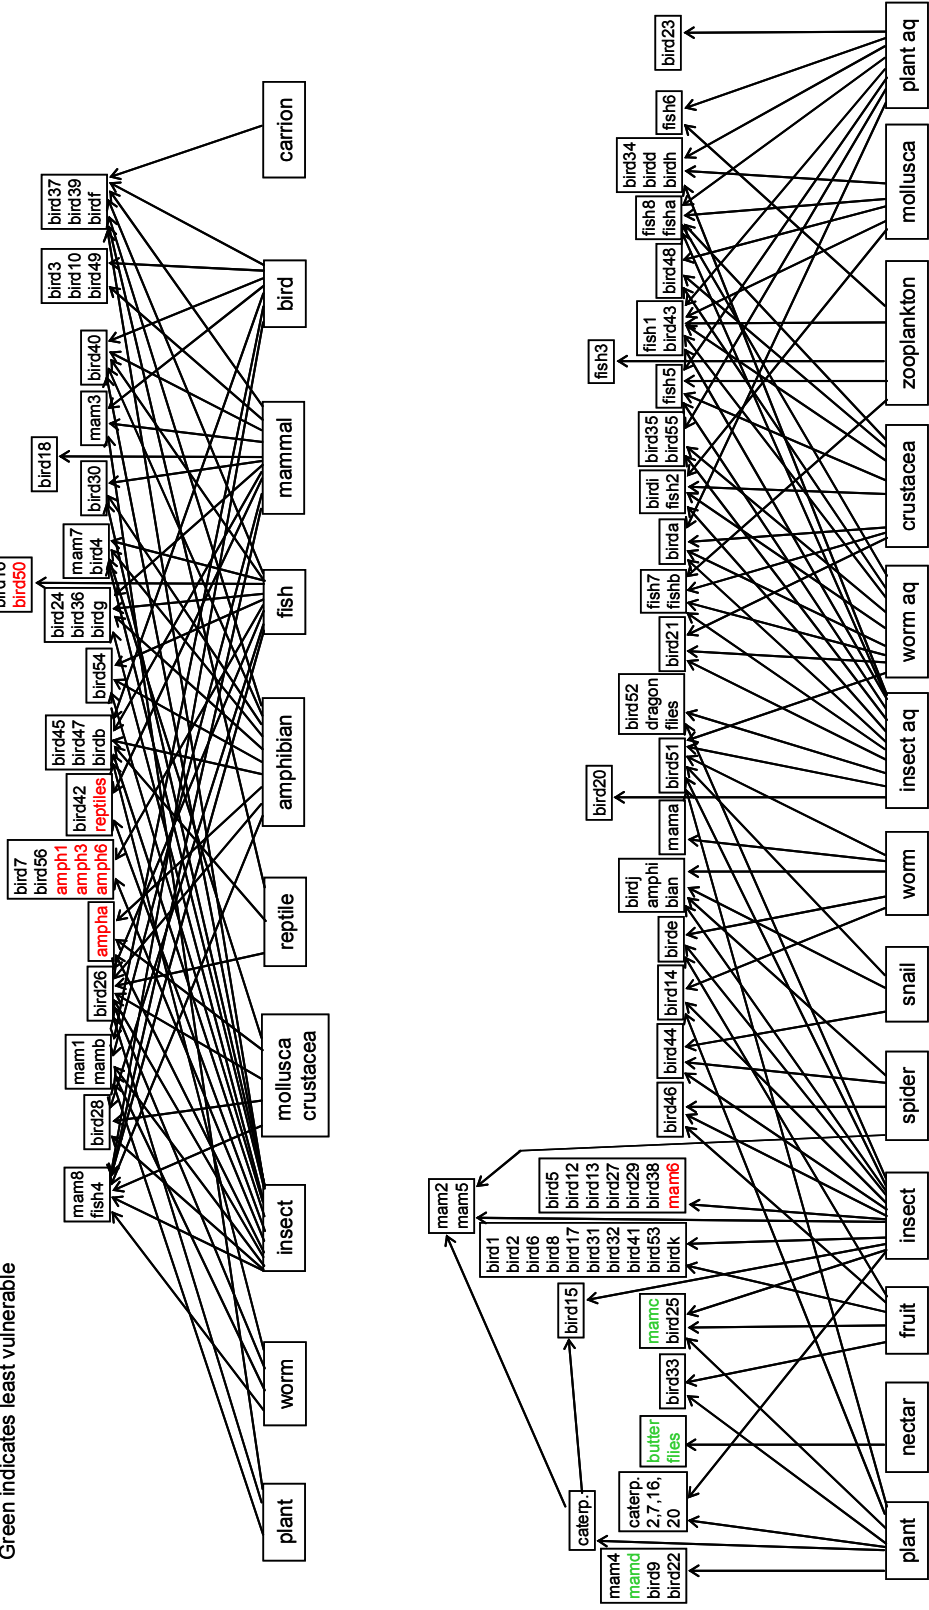 Green indicates least vulnerable
mam8
fish4
bird28
mam1
mamb
bird26
ampha
bird7
bird56
amph1
amph3
amph6
bird42
reptiles
bird45
bird47
birdb
bird54
bird24
bird36
birdg
bird50
mam7
bird4
bird30
bird18
mam3
bird40
bird3
bird10
bird49
bird37
bird39
birdf
plant
worm
insect
mollusca
crustacea
reptile
amphibian
fish
mammal
bird
carrion
mam4
mamd
bird9
bird22
caterp.
caterp.
2,7,16,
20
butter
flies
bird33
mamc
bird25
bird15
bird1
bird2
bird6
bird8
bird17
bird31
bird32
bird41
bird53
birdk
mam2
mam5
bird5
bird12
bird13
bird27
bird29
bird38
mam6
bird46
bird44
bird14
birde
birdj
amphi
bian
mama
bird20
bird51
bird52
dragon
flies
bird21
fish7
fishb
birda
birdi
fish2
bird35
bird55
fish5
fish3
fish1
bird43
bird48
fish8
fisha
bird34
birdd
birdh
fish6
bird23
plant
nectar
fruit
insect
spider
snail
worm
insect aq
worm aq
crustacea
zooplankton
mollusca
plant aq